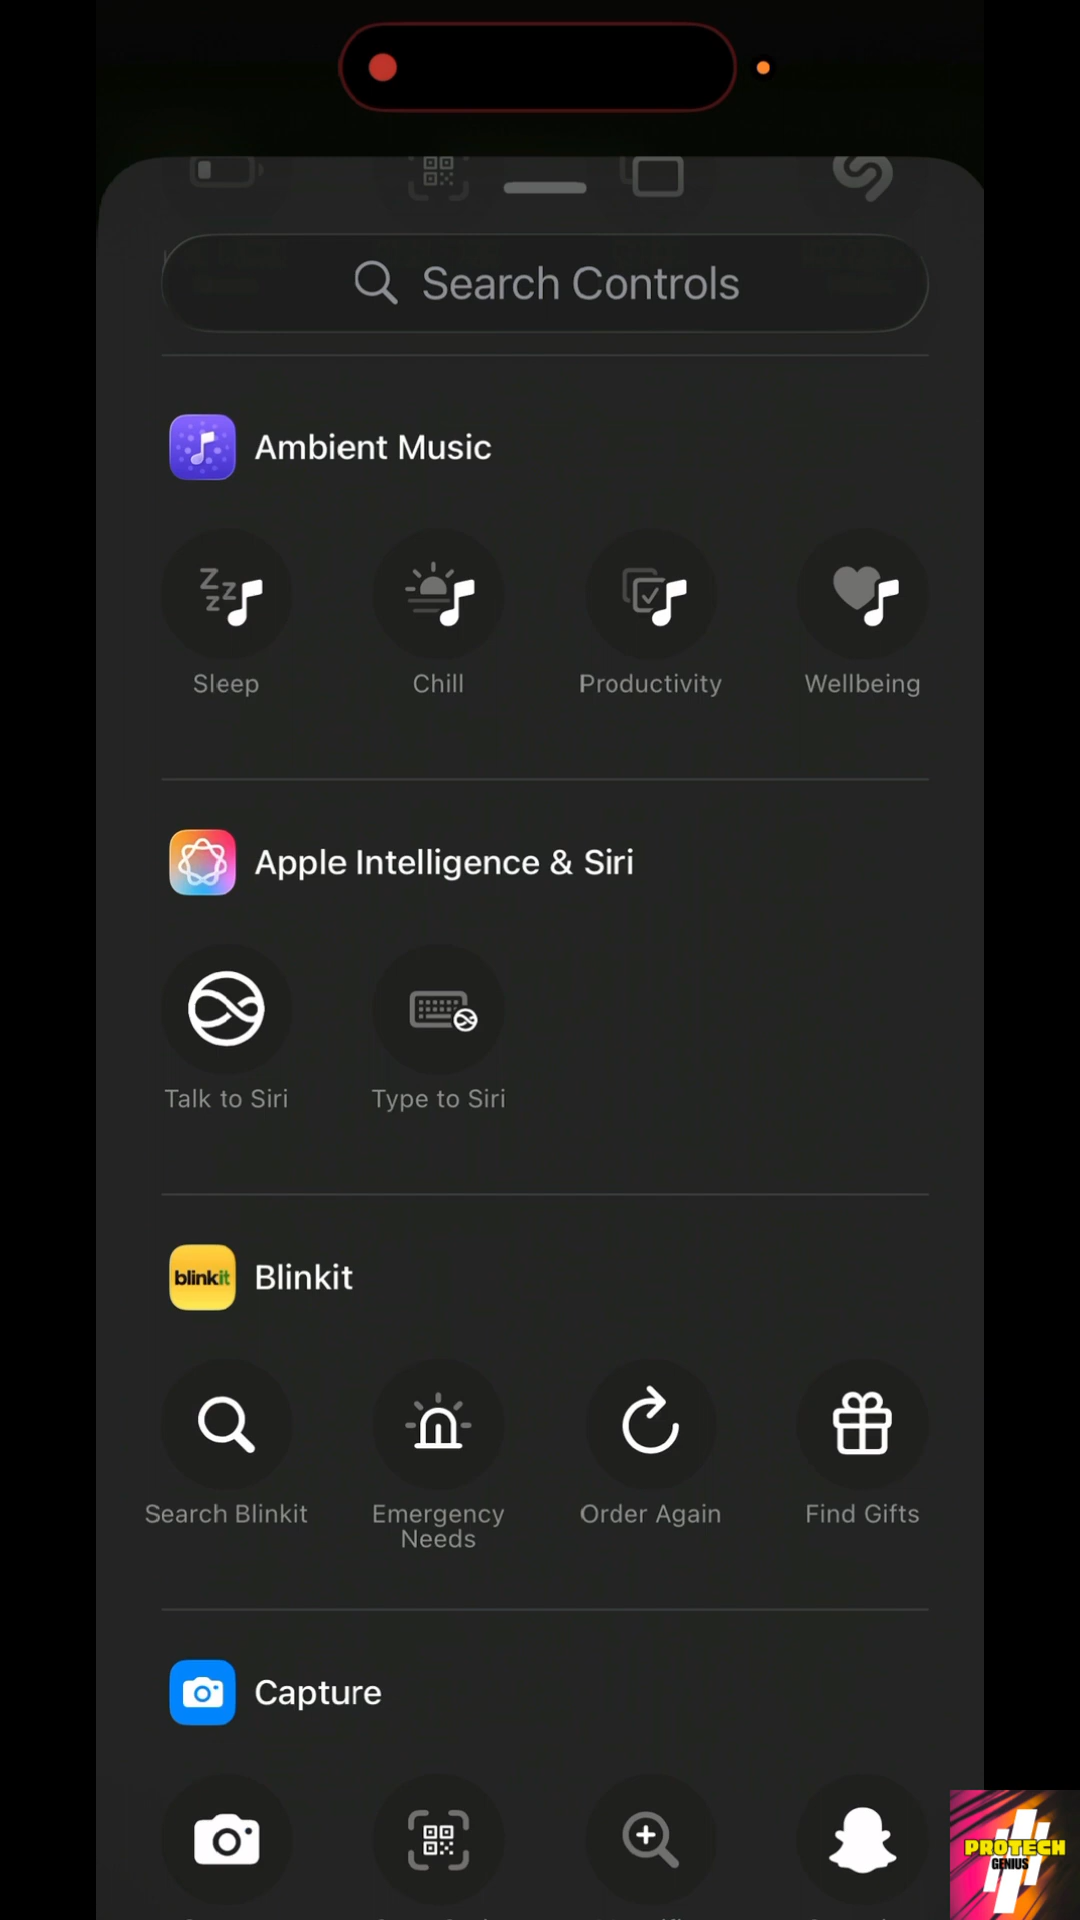 Search Controls
Ambient Music
Sleep
Chill
Productivity
Wellbeing
Apple Intelligence & Siri
Talk to Siri
Type to Siri
blinkit
Blinkit
Search Blinkit
Emergency
Needs
Order Again
Find Gifts
Capture
PROTECH
GENIUS